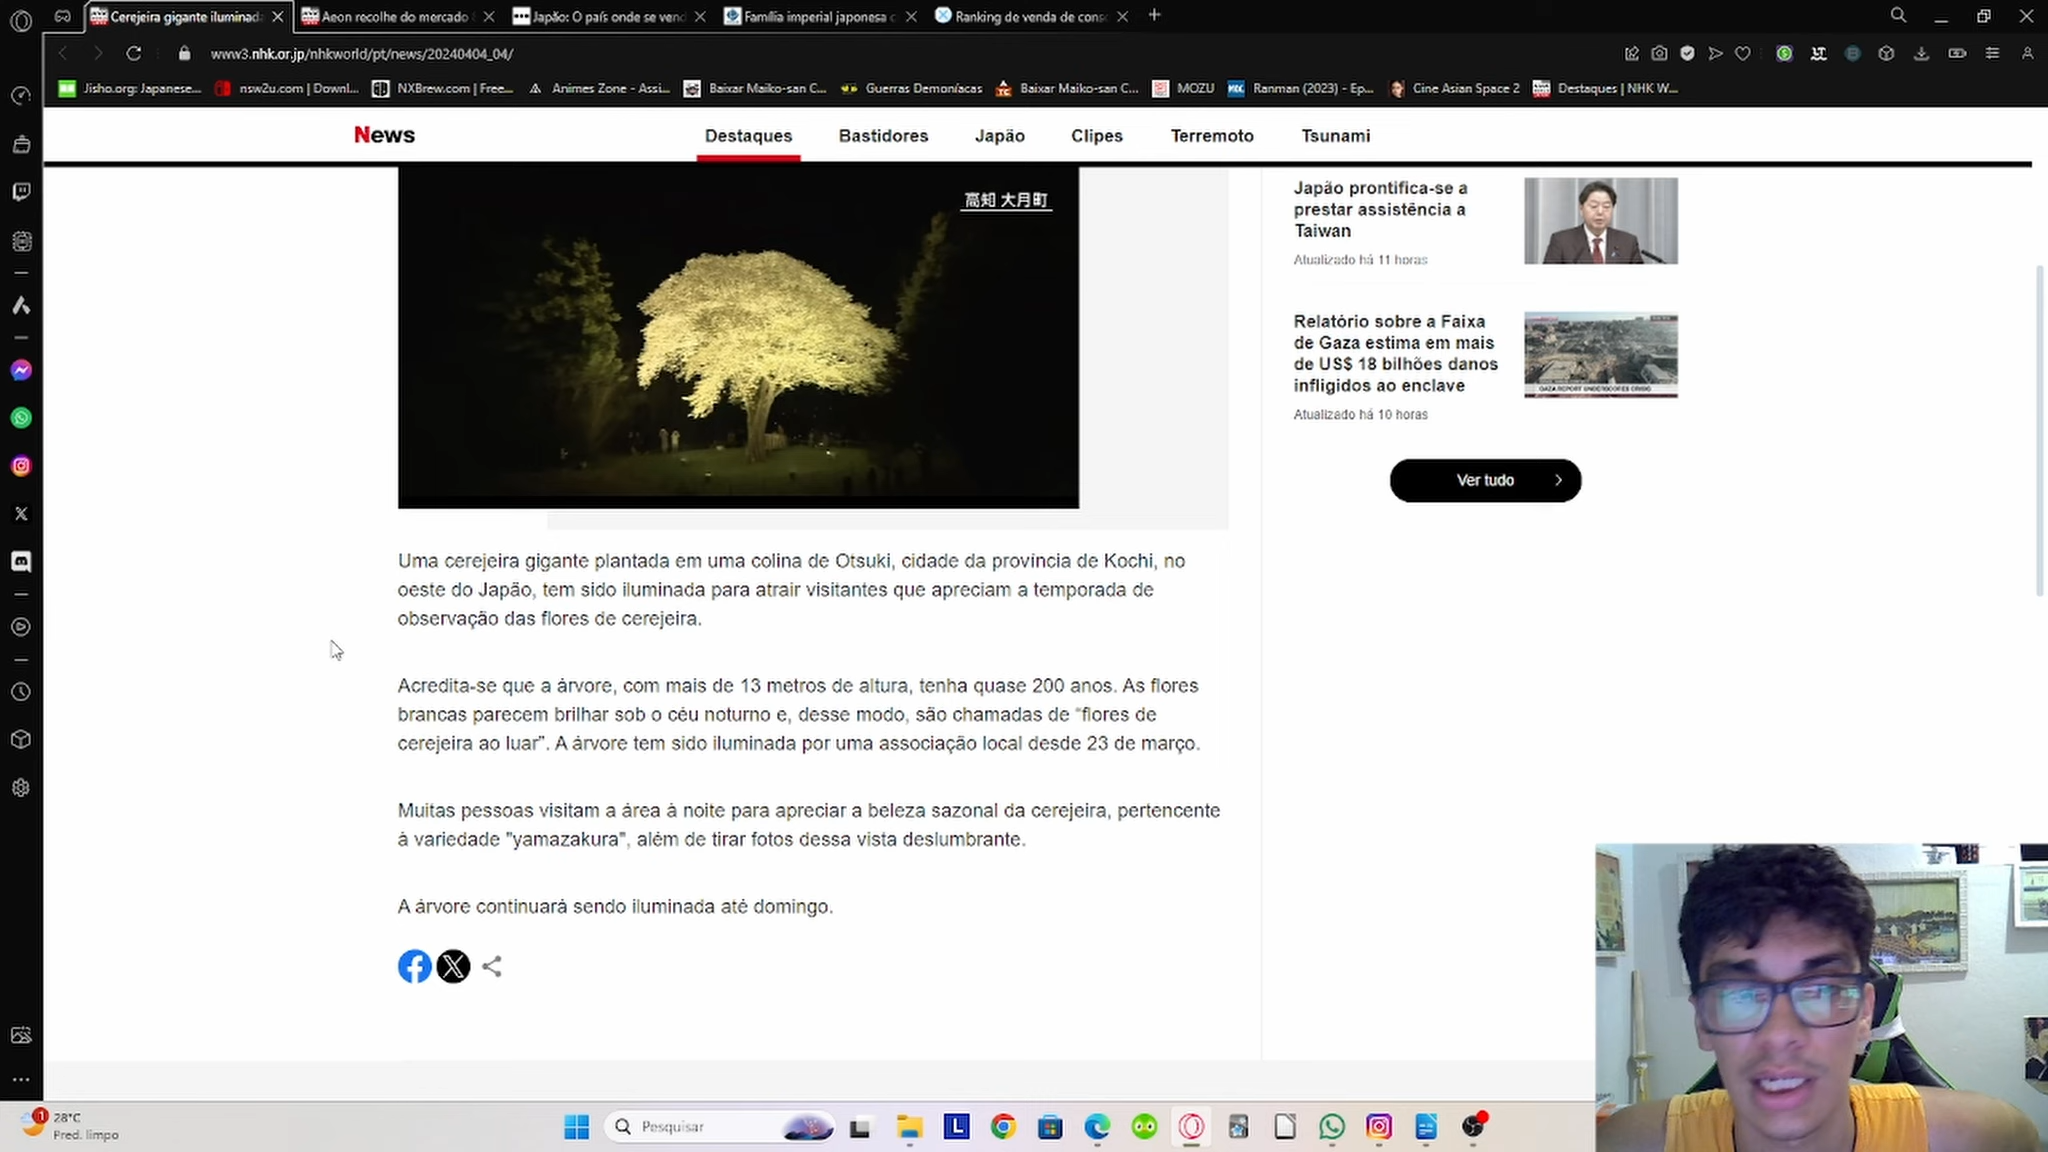 Cerejeira gigante iluminada
Aeon recolhe do mercado
Japão: O país onde se vend
Família imperial japonesa c
Ranking de venda de cons
www3.nhk.or.jp/nhkworld/pt/news/20240404_04/
Jisho.org: Japanese...
nsw2u.com | Downl...
NXBrew.com | Free...
Animes Zone - Assi...
Baixar Maiko-san C...
Guerras Demoníacas
Baixar Maiko-san C...
MOZU
Ranman (2023) - Ep...
Cine Asian Space 2
Destaques | NHK W...
News
Destaques
Bastidores
Japão
Clipes
Terremoto
Tsunami
高知 大月町
Uma cerejeira gigante plantada em uma colina de Otsuki, cidade da província de Kochi, no
oeste do Japão, tem sido iluminada para atrair visitantes que apreciam a temporada de
observação das flores de cerejeira.
Acredita-se que a árvore, com mais de 13 metros de altura, tenha quase 200 anos. As flores
brancas parecem brilhar sob o céu noturno e, desse modo, são chamadas de "flores de
cerejeira ao luar". A árvore tem sido iluminada por uma associação local desde 23 de março.
Muitas pessoas visitam a área à noite para apreciar a beleza sazonal da cerejeira, pertencente
à variedade "yamazakura", além de tirar fotos dessa vista deslumbrante.
A árvore continuará sendo iluminada até domingo.
Japão prontifica-se a
prestar assistência a
Taiwan
Atualizado há 11 horas
Relatório sobre a Faixa
de Gaza estima em mais
de US$ 18 bilhões danos
infligidos ao enclave
Atualizado há 10 horas
GAZA REPORT UNDERSCORES CRISIS
Ver tudo
1
28°C
Pred. limpo
Pesquisar
L